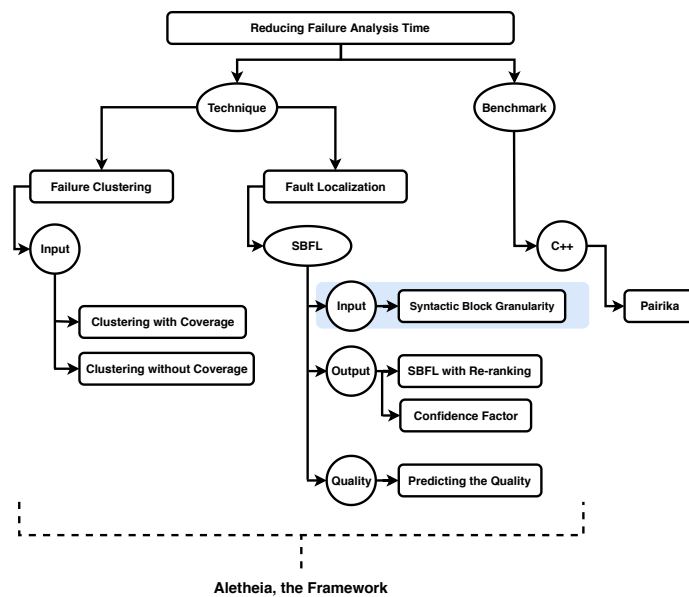 Reducing Failure Analysis Time
Technique
Benchmark
Failure Clustering
Fault Localization
Input
SBFL
C++
Input
Syntactic Block Granularity
Pairika
Clustering with Coverage
Clustering without Coverage
Output
SBFL with Re-ranking
Confidence Factor
Quality
Predicting the Quality
Aletheia, the Framework